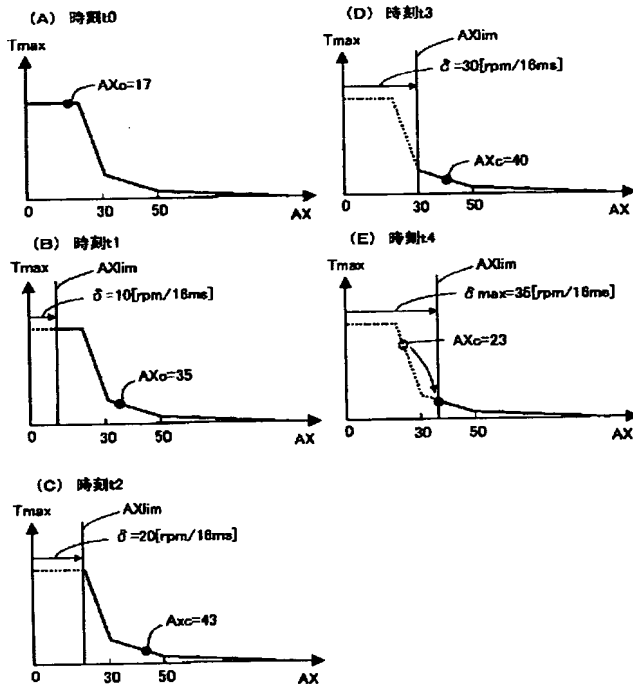 (A) 時刻t0
Tmax
AXc=17
0
30
50
AX
(B) 時刻t1
Tmax
AXlim
δ=10[rpm/16ms]
AXc=35
0
30
50
AX
(C) 時刻t2
Tmax
AXlim
δ=20[rpm/16ms]
Axc=43
0
30
50
AX
(D) 時刻t3
Tmax
AXlim
δ=30[rpm/16ms]
AXc=40
0
30
50
AX
(E) 時刻t4
Tmax
AXlim
δmax=35[rpm/16ms]
AXc=23
0
30
50
AX